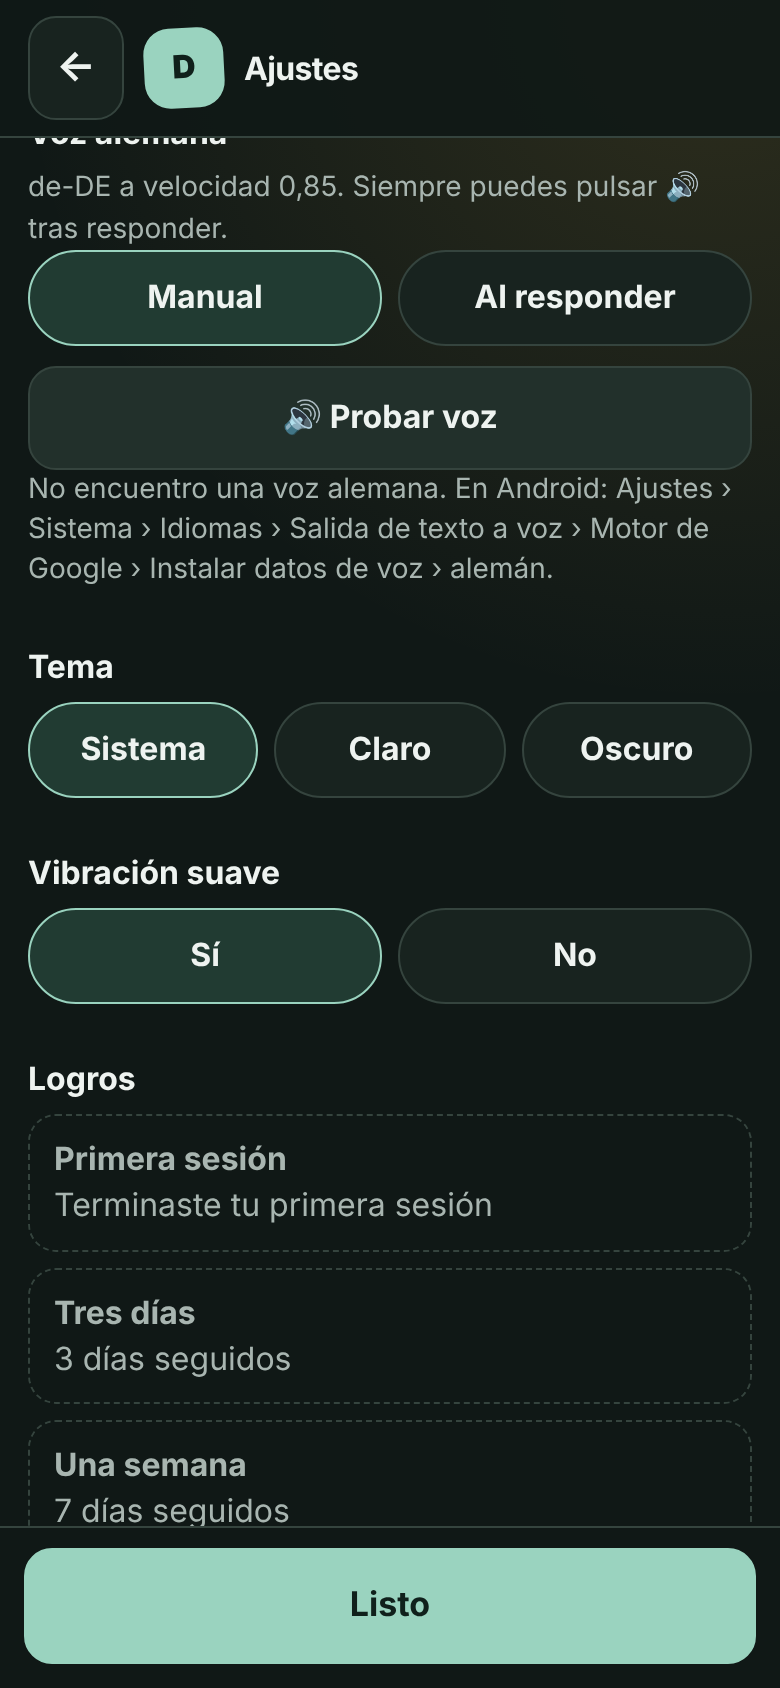 D Ajustes
Voz alemana
de-DE a velocidad 0,85. Siempre puedes pulsar 🔊
tras responder.
Manual Al responder
🔊 Probar voz
No encuentro una voz alemana. En Android: Ajustes ›
Sistema › Idiomas › Salida de texto a voz › Motor de
Google › Instalar datos de voz › alemán.
Tema
Sistema Claro Oscuro
Vibración suave
Sí No
Logros
Primera sesión
Terminaste tu primera sesión
Tres días
3 días seguidos
Una semana
7 días seguidos
Listo